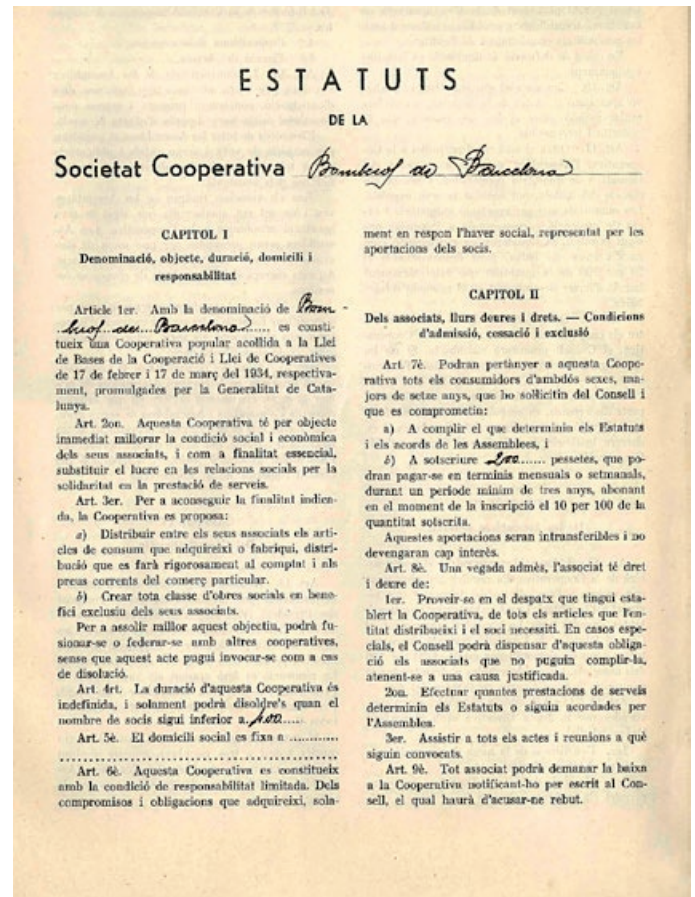 ESTATUTS
DE LA
Societat Cooperativa Bombers de Barcelona
CAPITOL I
Denominació, objecte, duració, domicili i
responsabilitat
Article 1er. Amb la denominació de Bom-
bers de Barcelona...... es consti-
tueix una Cooperativa popular acollida a la Llei
de Bases de la Cooperació i Llei de Cooperatives
de 17 de febrer i 17 de març del 1934, respectiva-
ment, promulgades per la Generalitat de Cata-
lunya.
Art. 2on. Aquesta Cooperativa té per objecte
immediat millorar la condició social i econòmica
dels seus associats, i com a finalitat essencial,
substituir el lucre en les relacions socials per la
solidaritat en la prestació de serveis.
Art. 3er. Per a aconseguir la finalitat indica-
da, la Cooperativa es proposa:
a) Distribuir entre els seus associats els arti-
cles de consum que adquireixi o fabriqui, distri-
bució que es farà rigorosament al comptat i als
preus corrents del comerç particular.
b) Crear tota classe d'obres socials en bene-
fici exclusiu dels seus associats.
Per a assolir millor aquest objectiu, podrà fu-
sionar-se o federar-se amb altres cooperatives,
sense que aquest acte pugui invocar-se com a cas
de disolució.
Art. 4rt. La duració d'aquesta Cooperativa és
indefinida, i solament podrà disoldre's quan el
nombre de socis sigui inferior a 100......
Art. 5è. El domicili social es fixa a ............
..............................................
Art. 6è. Aquesta Cooperativa es constitueix
amb la condició de responsabilitat limitada. Dels
compromisos i obligacions que adquireixi, sola-
ment en respon l'haver social, representat per les
aportacions dels socis.
CAPITOL II
Dels associats, llurs deures i drets. — Condicions
d'admissió, cessació i exclusió
Art. 7è. Podran pertànyer a aquesta Coope-
rativa tots els consumidors d'ambdós sexes, ma-
jors de setze anys, que ho sol·licitin del Consell i
que es comprometin:
a) A complir el que determinin els Estatuts
i els acords de les Assemblees, i
b) A sotscriure 200...... pessetes, que po-
dran pagar-se en terminis mensuals o setmanals,
durant un període mínim de tres anys, abonant
en el moment de la inscripció el 10 per 100 de la
quantitat sotscrita.
Aquestes aportacions seran intransferibles i no
devengaran cap interès.
Art. 8è. Una vegada admès, l'associat té dret
i deure de:
1er. Proveir-se en el despatx que tingui esta-
blert la Cooperativa, de tots els articles que l'en-
titat distribueixi i el soci necessiti. En casos espe-
cials, el Consell podrà dispensar d'aquesta obliga-
ció els associats que no puguin complir-la,
atenent-se a una causa justificada.
2on. Efectuar quantes prestacions de serveis
determinin els Estatuts o siguin acordades per
l'Assemblea.
3er. Assistir a tots els actes i reunions a què
siguin convocats.
Art. 9è. Tot associat podrà demanar la baixa
a la Cooperativa notificant-ho per escrit al Con-
sell, el qual haurà d'acusar-ne rebut.